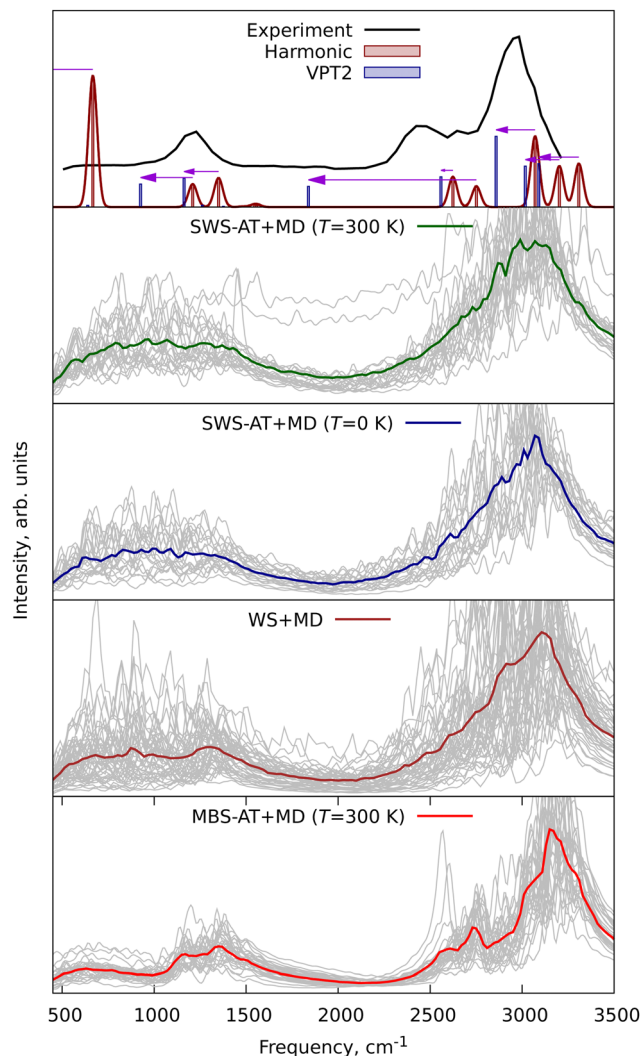 Experiment
Harmonic
VPT2
SWS-AT+MD (T=300 K)
SWS-AT+MD (T=0 K)
Intensity, arb. units
WS+MD
MBS-AT+MD (T=300 K)
500 1000 1500 2000 2500 3000 3500
Frequency, cm⁻¹